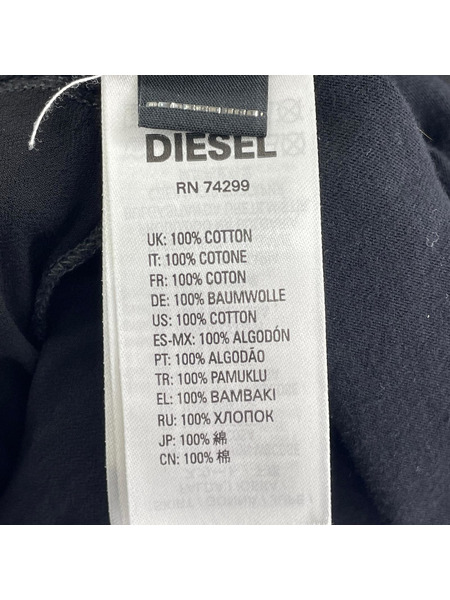 DIESEL
RN 74299
UK: 100% COTTON
IT: 100% COTONE
FR: 100% COTON
DE: 100% BAUMWOLLE
US: 100% COTTON
ES-MX: 100% ALGODÓN
PT: 100% ALGODÃO
TR: 100% PAMUKLU
EL: 100% ΒΑΜΒΑΚΙ
RU: 100% ХЛОПОК
JP: 100% 綿
CN: 100% 棉